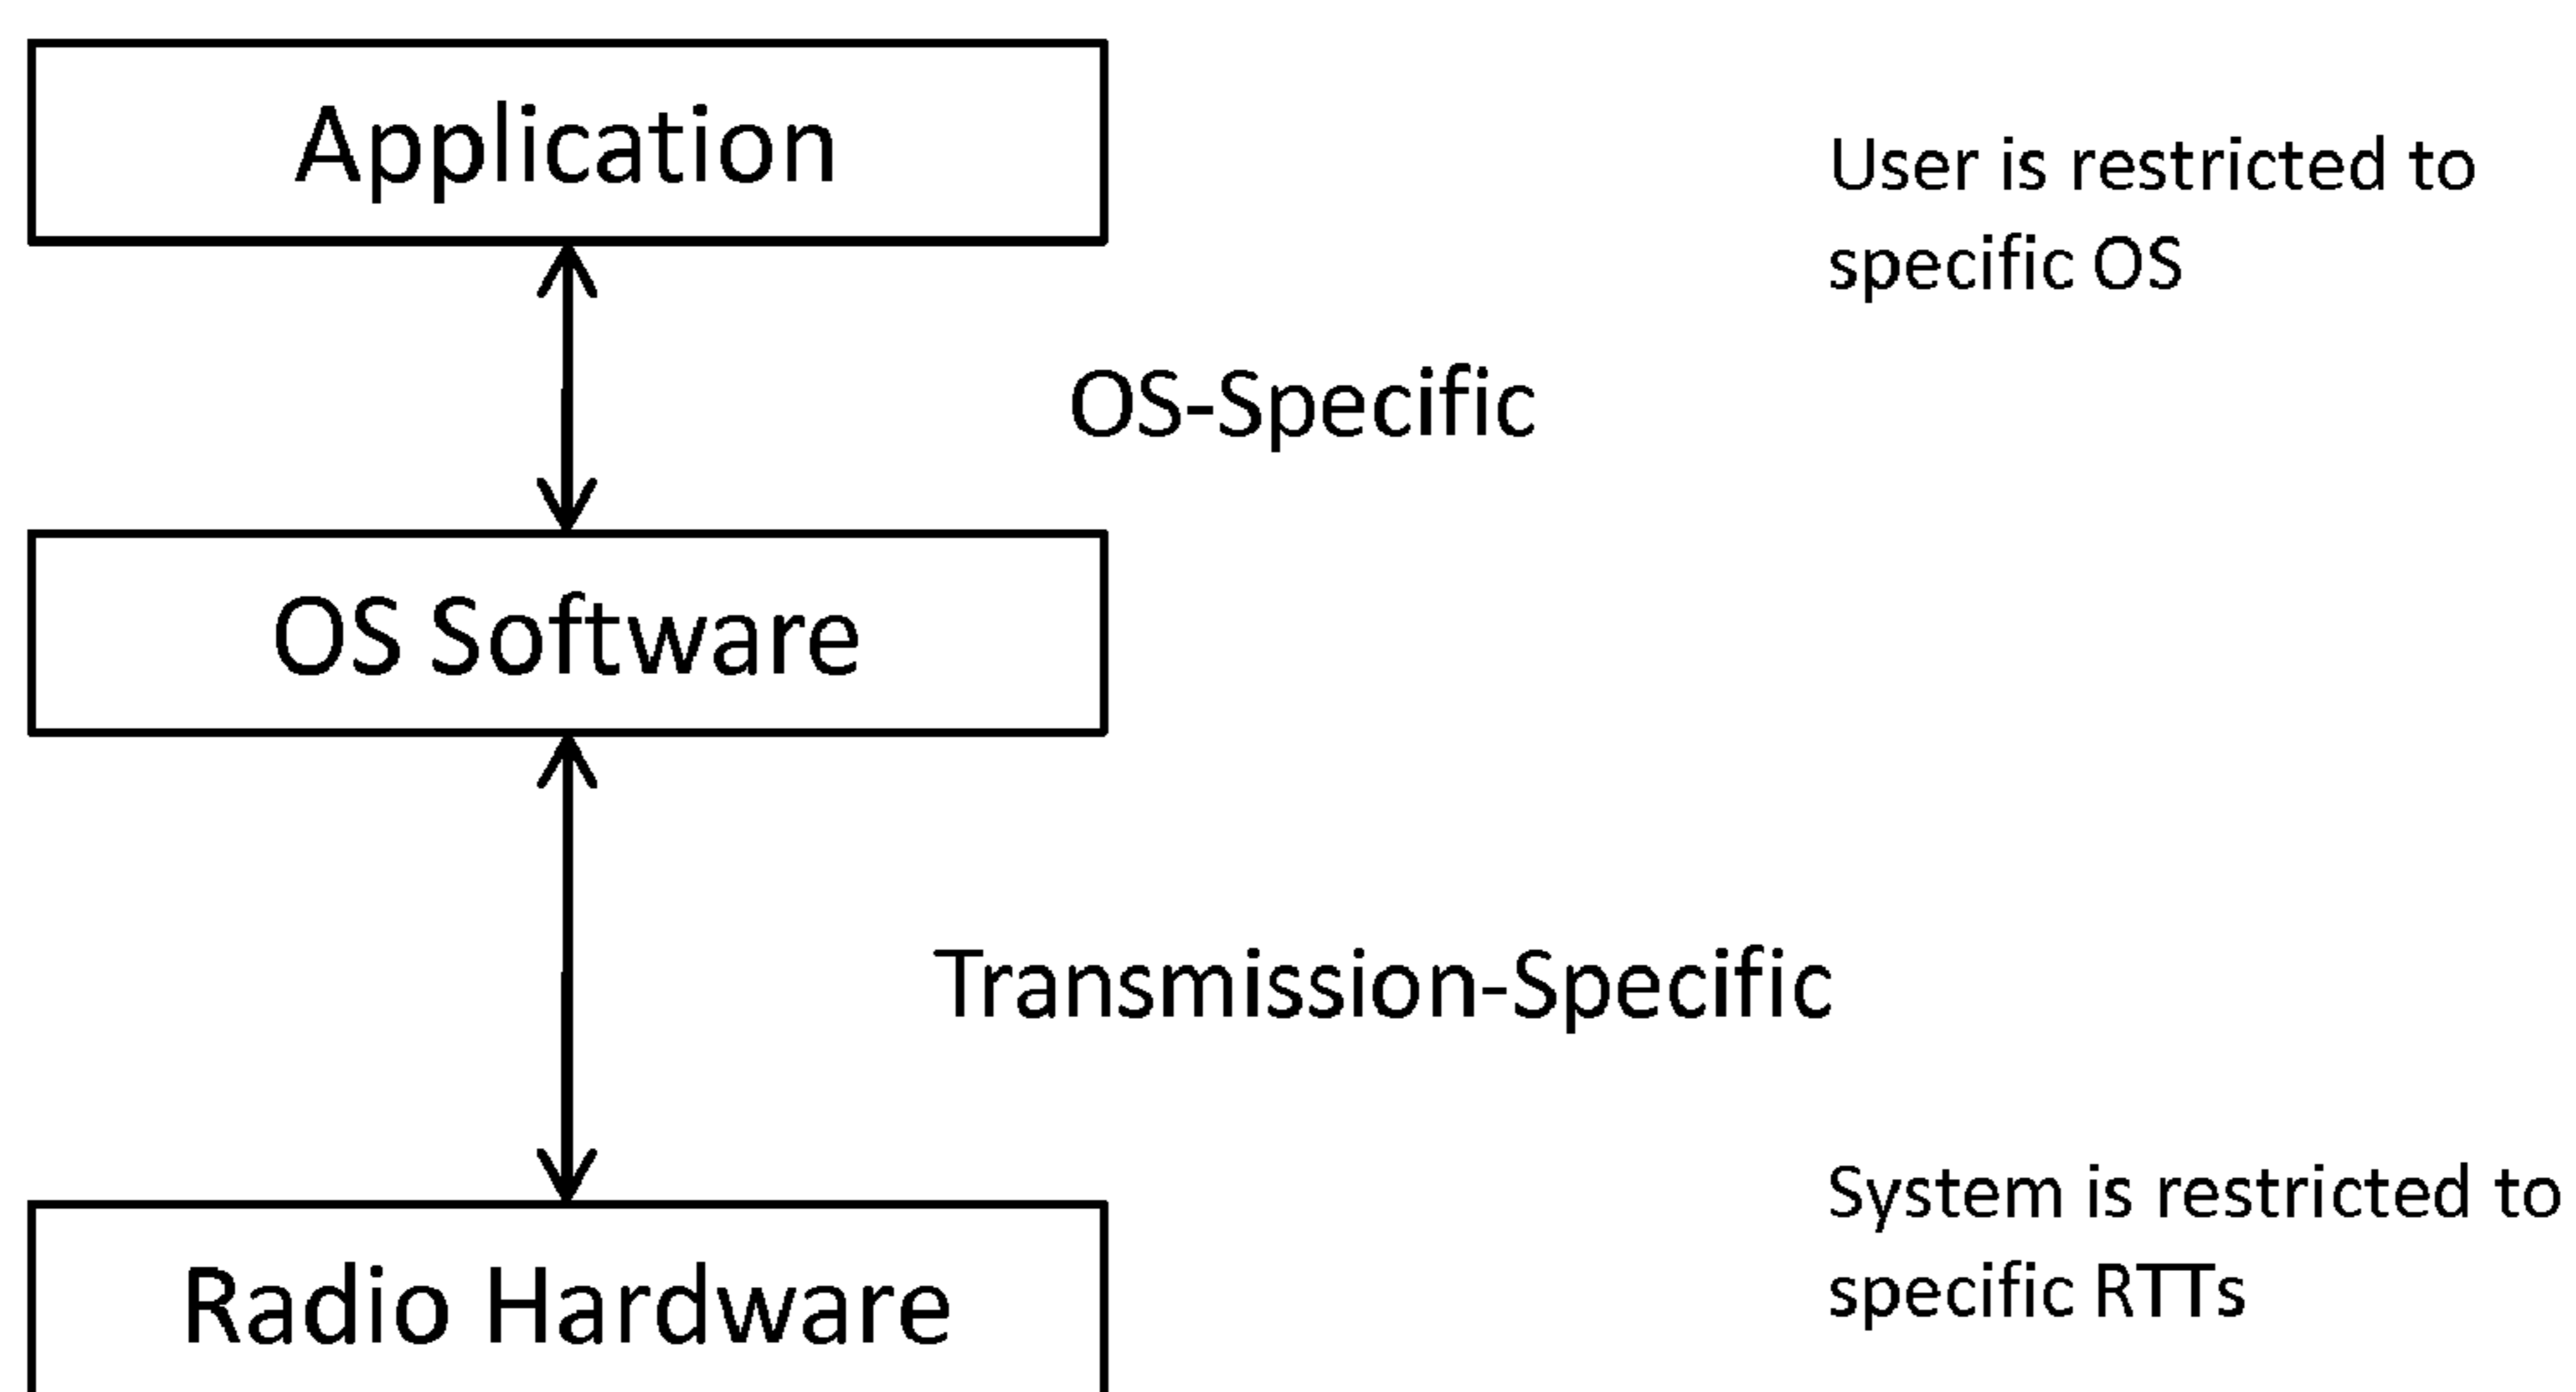 Application
User is restricted to
specific OS
OS-Specific
OS Software
Transmission-Specific
System is restricted to
specific RTTs
Radio Hardware